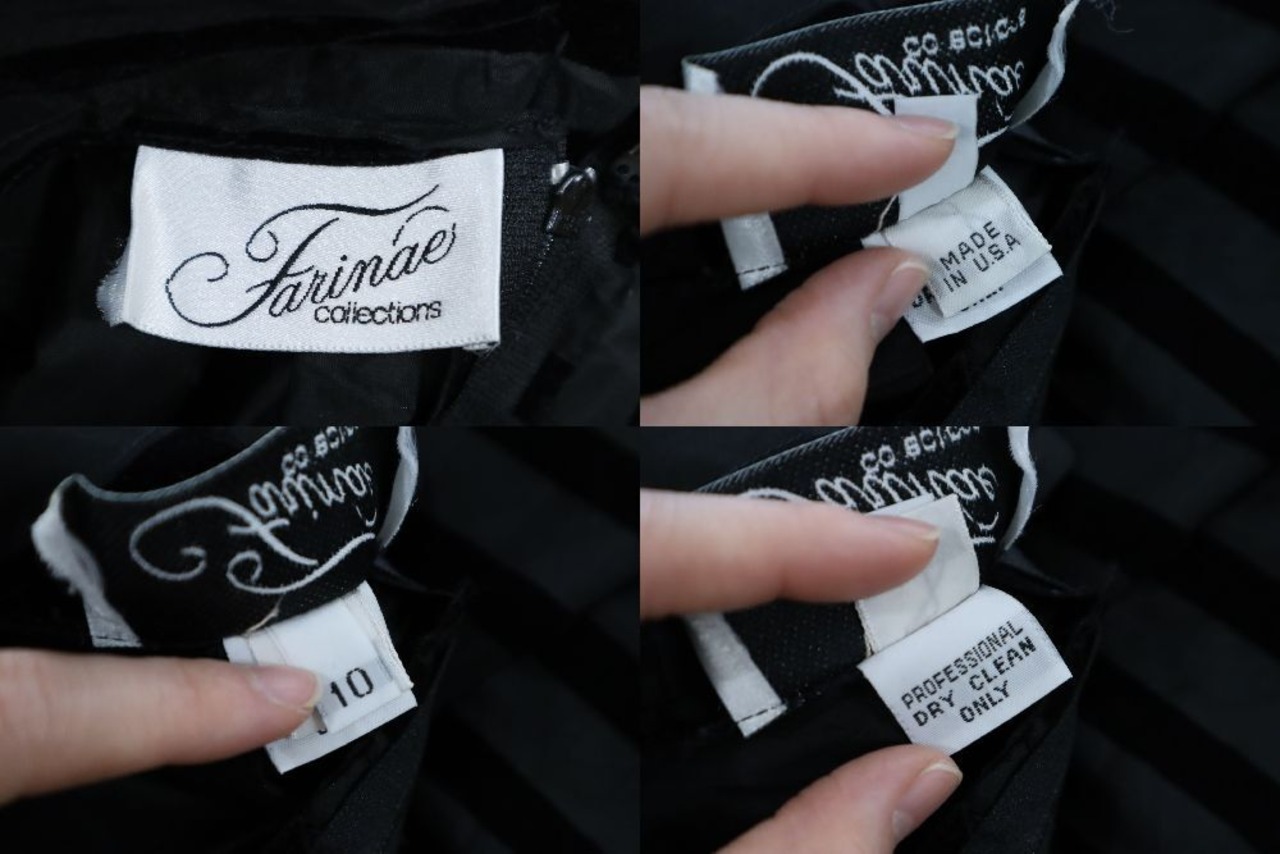 Farinae
collections
MADE
IN U.S.A
10
PROFESSIONAL
DRY CLEAN
ONLY